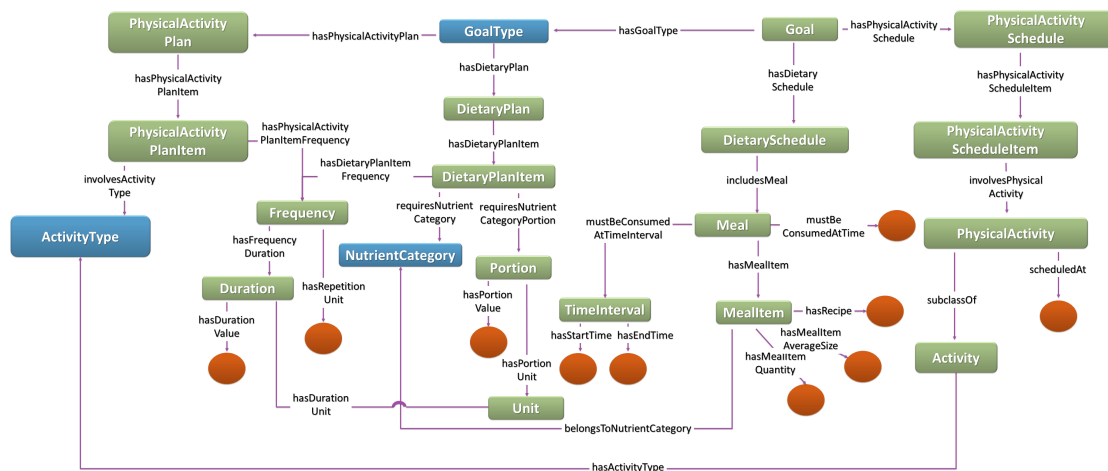 PhysicalActivity
Plan
hasPhysicalActivityPlan
GoalType
hasGoalType
Goal
hasPhysicalActivity
Schedule
PhysicalActivity
Schedule
hasPhysicalActivity
PlanItem
hasDietaryPlan
hasDietary
Schedule
hasPhysicalActivity
ScheduleItem
DietaryPlan
PhysicalActivity
PlanItem
hasPhysicalActivity
PlanItemFrequency
hasDietaryPlanItem
DietarySchedule
PhysicalActivity
ScheduleItem
involvesActivity
Type
hasDietaryPlanItem
Frequency
DietaryPlanItem
includesMeal
involvesPhysical
Activity
Frequency
requiresNutrient
Category
requiresNutrient
CategoryPortion
mustBeConsumed
AtTimeInterval
Meal
mustBe
ConsumedAtTime
PhysicalActivity
ActivityType
hasFrequency
Duration
NutrientCategory
Portion
hasMealItem
scheduledAt
Duration
hasRepetition
Unit
hasPortion
Value
TimeInterval
MealItem
hasRecipe
subclassOf
hasDuration
Value
hasStartTime
hasEndTime
hasMealItem
AverageSize
hasMealItem
Quantity
Activity
hasPortion
Unit
hasDuration
Unit
Unit
belongsToNutrientCategory
hasActivityType